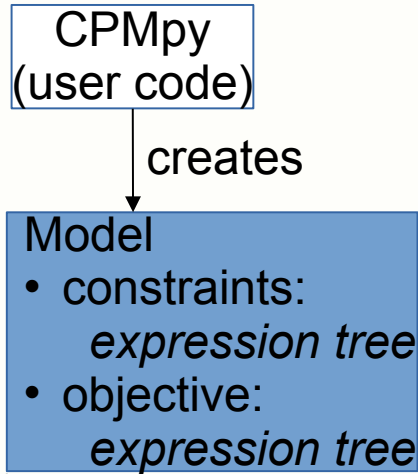 CPMpy
(user code)
creates
Model
• constraints:
expression tree
• objective:
expression tree